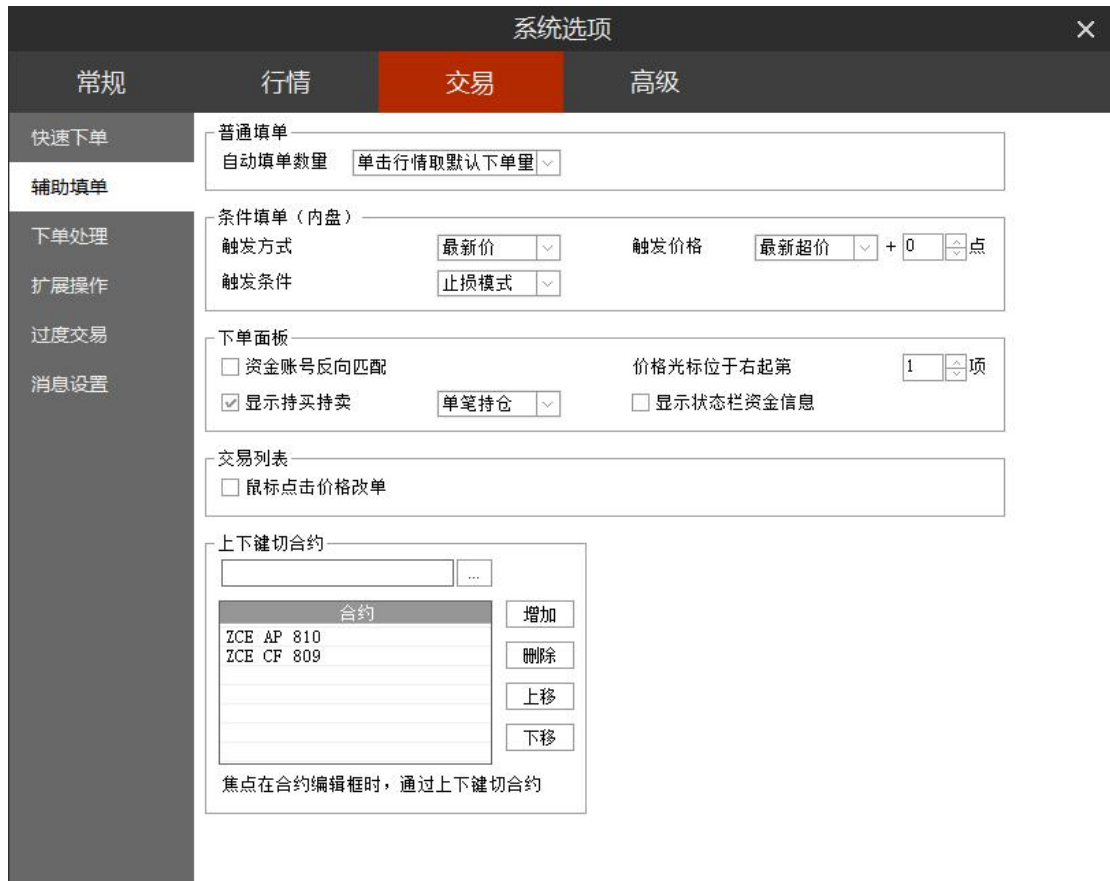 系统选项
常规 行情 交易 高级
快速下单
辅助填单
下单处理
扩展操作
过度交易
消息设置
普通填单
自动填单数量 单击行情取默认下单量
条件填单（内盘）
触发方式 最新价 触发价格 最新超价 + 0 点
触发条件 止损模式
下单面板
资金账号反向匹配 价格光标位于右起第 1 项
显示持买持卖 单笔持仓 显示状态栏资金信息
交易列表
鼠标点击价格改单
上下键切合约
...
合约
ZCE AP 810
ZCE CF 809
增加
删除
上移
下移
焦点在合约编辑框时，通过上下键切合约